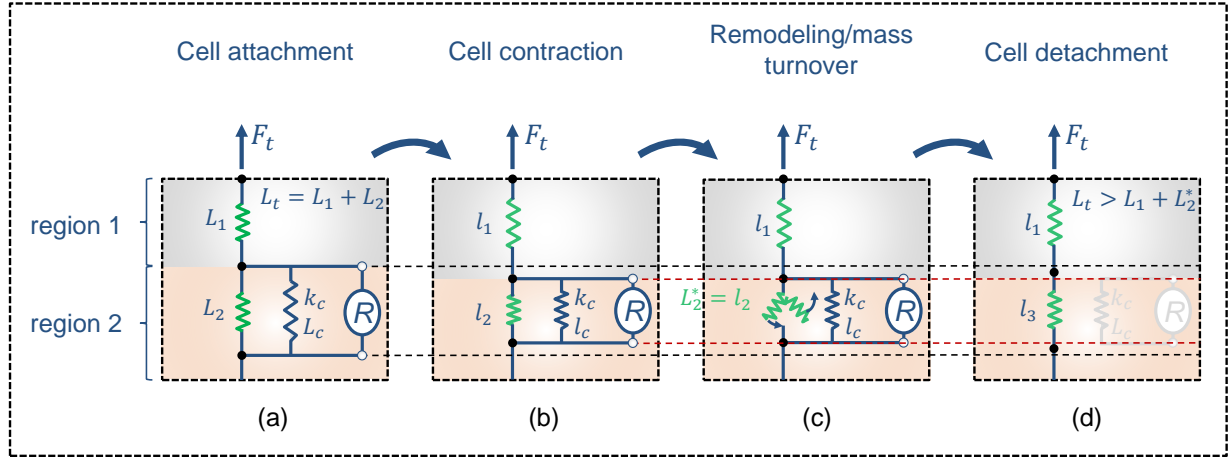 Cell attachment
Cell contraction
Remodeling/mass
turnover
Cell detachment
F_t
F_t
F_t
F_t
region 1
region 2
L_t = L_1 + L_2
L_1
L_2
k_c
L_c
R
l_1
l_2
k_c
l_c
R
l_1
L_2^* = l_2
k_c
l_c
R
L_t > L_1 + L_2^*
l_1
l_3
k_c
L_c
R
(a)
(b)
(c)
(d)